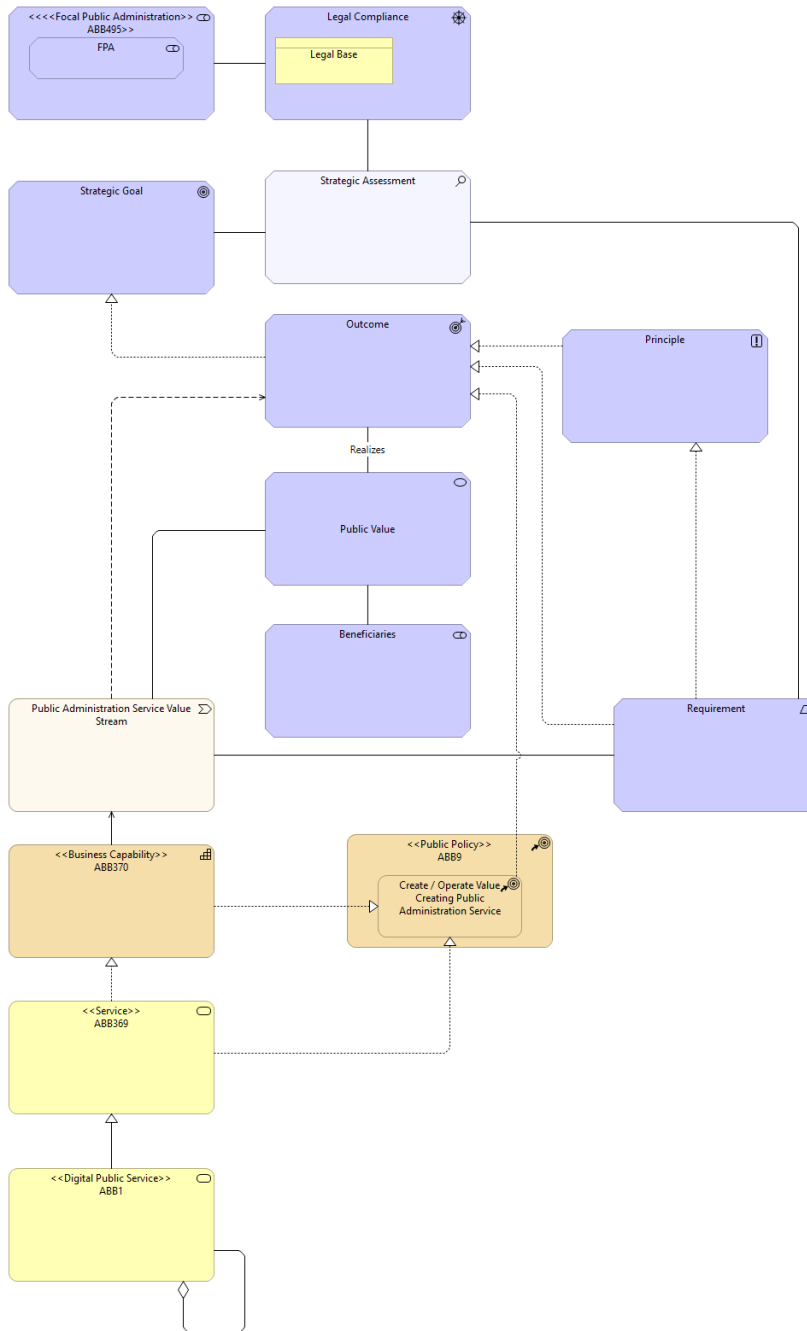 <<<<Focal Public Administration>>
ABB495>>
FPA
Legal Compliance
Legal Base
Strategic Goal
Strategic Assessment
Outcome
Principle
Realizes
Public Value
Beneficiaries
Public Administration Service Value
Stream
Requirement
<<Business Capability>>
ABB370
<<Public Policy>>
ABB9
Create / Operate Value
Creating Public
Administration Service
<<Service>>
ABB369
<<Digital Public Service>>
ABB1